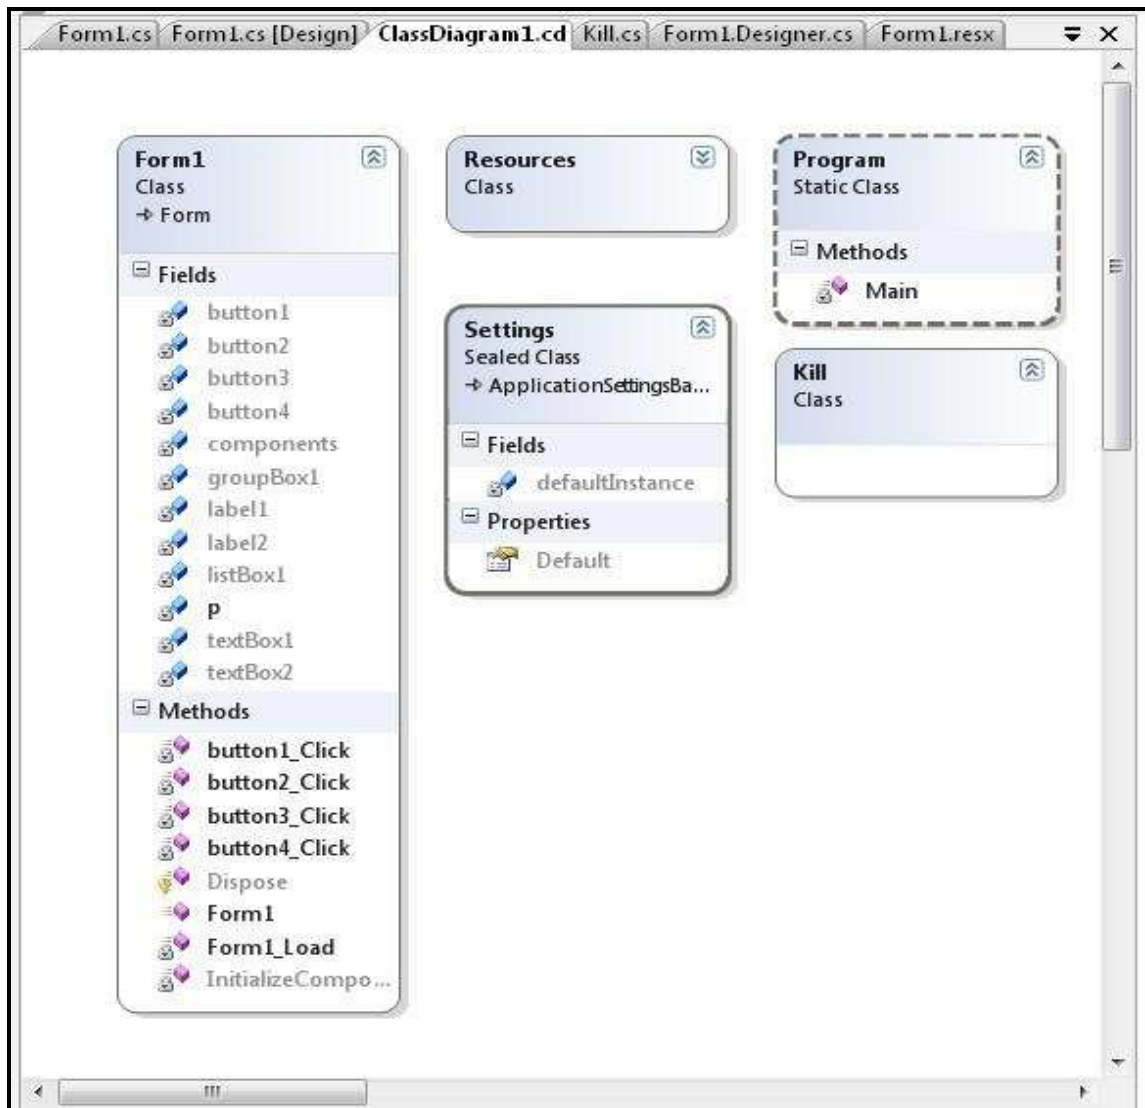 Form1.cs Form1.cs [Design] ClassDiagram1.cd Kill.cs Form1.Designer.cs Form1.resx
Form1
Class
Form
Fields
button1
button2
button3
button4
components
groupBox1
label1
label2
listBox1
p
textBox1
textBox2
Methods
button1_Click
button2_Click
button3_Click
button4_Click
Dispose
Form1
Form1_Load
InitializeCompo...
Resources
Class
Settings
Sealed Class
ApplicationSettingsBa...
Fields
defaultInstance
Properties
Default
Program
Static Class
Methods
Main
Kill
Class